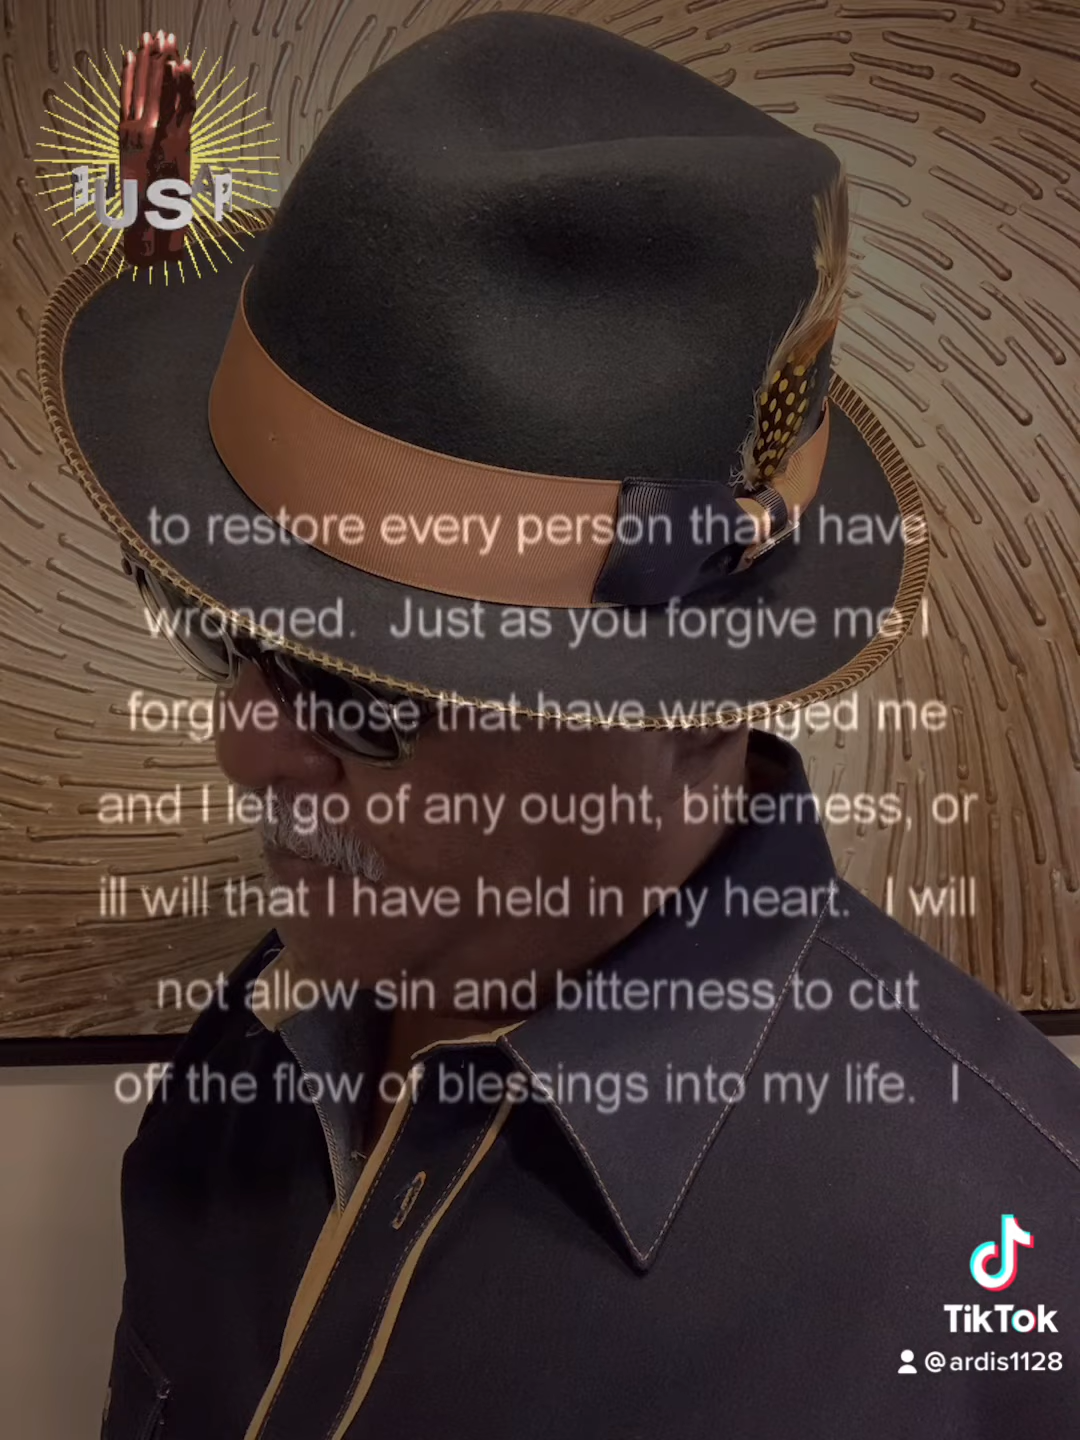 US
to restore every person that I have
wronged.  Just as you forgive me I
forgive those that have wronged me
and I let go of any ought, bitterness, or
ill will that I have held in my heart.  I will
not allow sin and bitterness to cut
off the flow of blessings into my life.  I
TikTok
@ardis1128